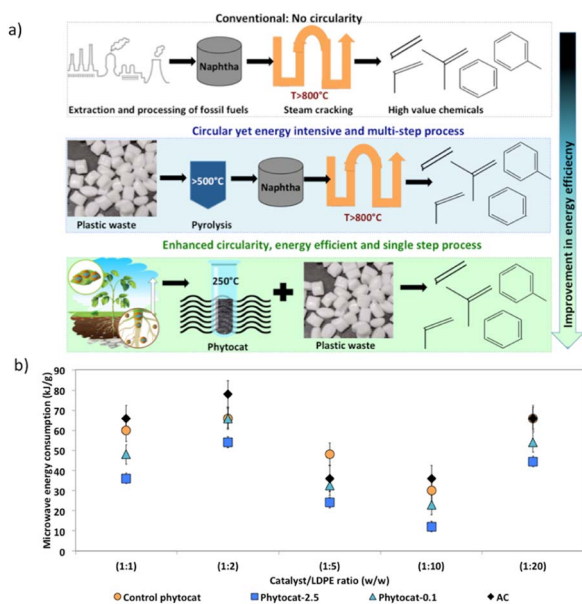 a)
Conventional: No circularity
Naphtha
T>800°C
Extraction and processing of fossil fuels
Steam cracking
High value chemicals
Circular yet energy intensive and multi-step process
>500°C
Naphtha
T>800°C
Plastic waste
Pyrolysis
Enhanced circularity, energy efficient and single step process
250°C
Phytocat
Plastic waste
Improvement in energy efficiecny
b)
Microwave energy consumption (kJ/g)
90
80
70
60
50
40
30
20
10
0
(1:1) (1:2) (1:5) (1:10) (1:20)
Catalyst/LDPE ratio (w/w)
Control phytocat Phytocat-2.5 Phytocat-0.1 AC